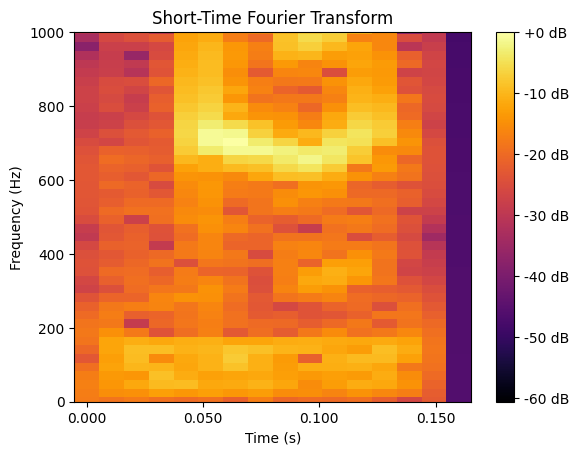 Short-Time Fourier Transform
1000
800
600
400
200
0
Frequency (Hz)
0.000
0.050
0.100
0.150
Time (s)
+0 dB
-10 dB
-20 dB
-30 dB
-40 dB
-50 dB
-60 dB